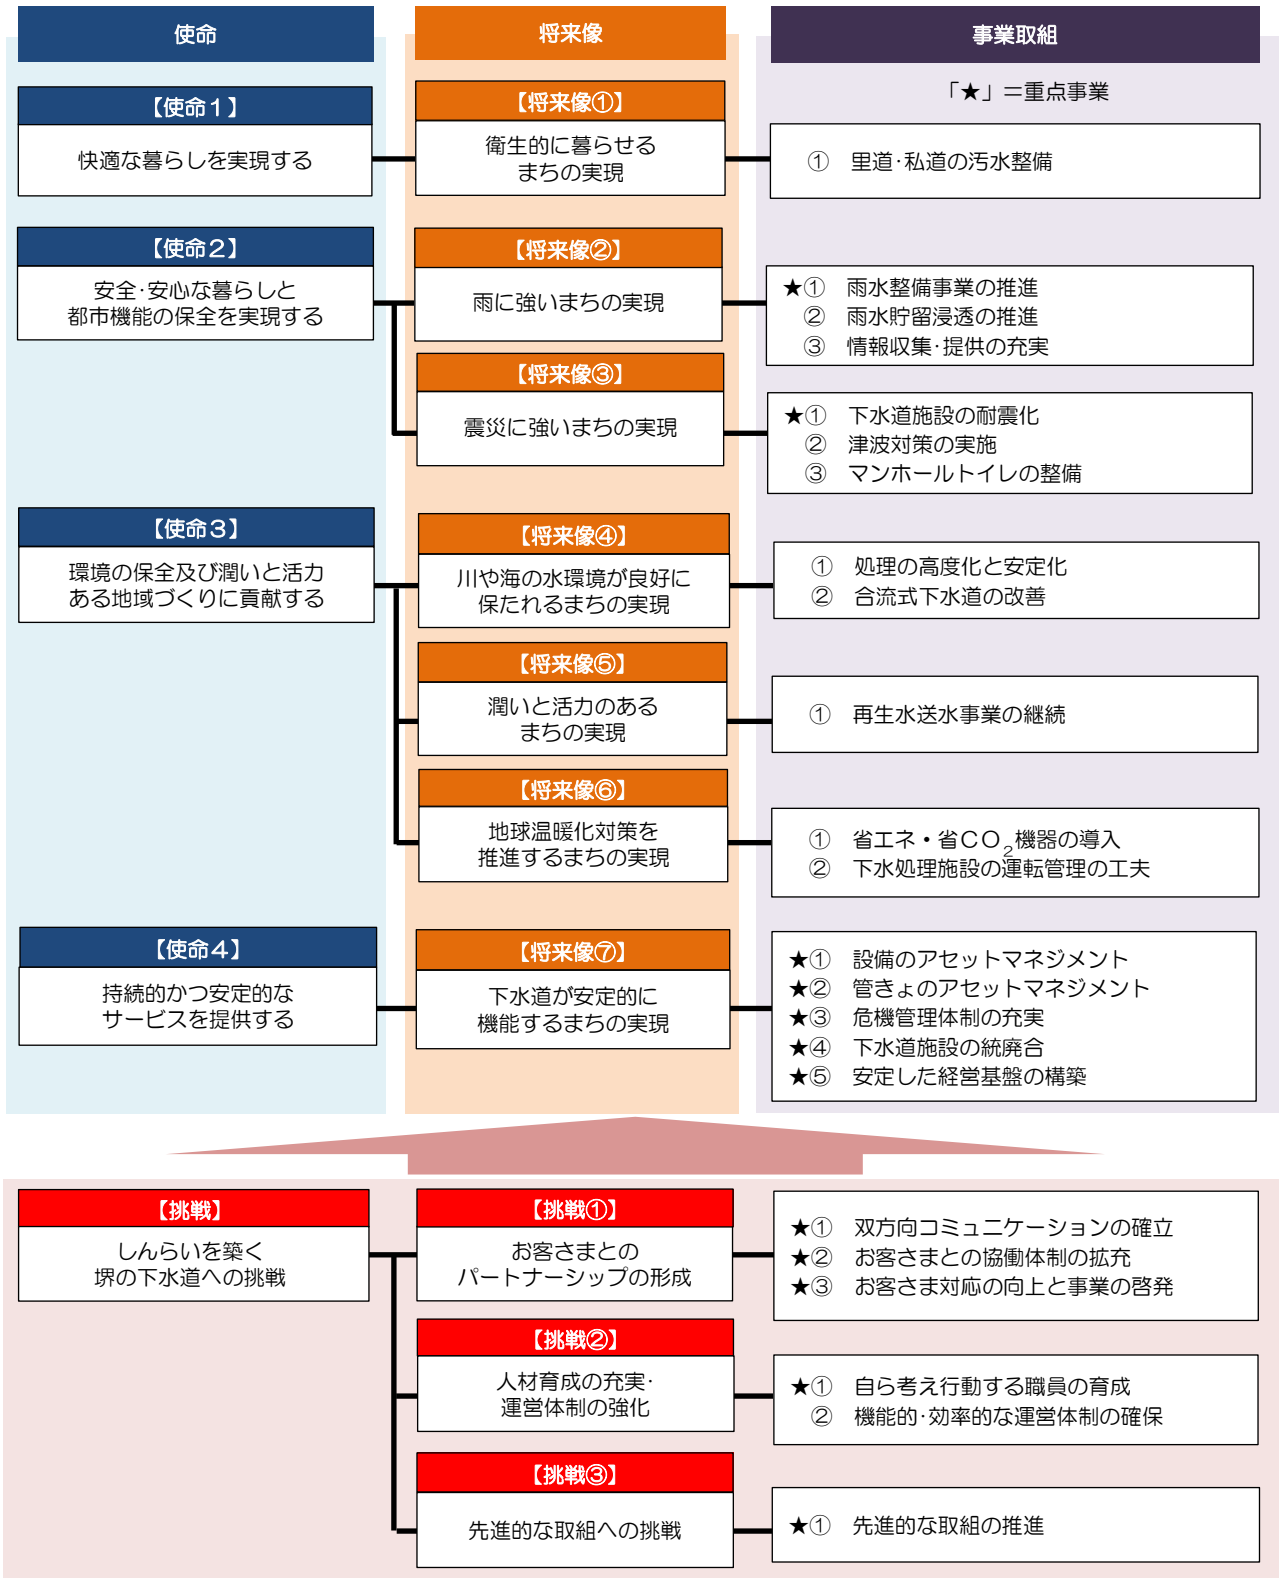 使命
将来像
事業取組
「★」＝重点事業
【使命１】
快適な暮らしを実現する
【将来像①】
衛生的に暮らせる
まちの実現
① 里道・私道の汚水整備
【使命２】
安全・安心な暮らしと
都市機能の保全を実現する
【将来像②】
雨に強いまちの実現
★① 雨水整備事業の推進
② 雨水貯留浸透の推進
③ 情報収集・提供の充実
【将来像③】
震災に強いまちの実現
★① 下水道施設の耐震化
② 津波対策の実施
③ マンホールトイレの整備
【使命３】
環境の保全及び潤いと活力
ある地域づくりに貢献する
【将来像④】
川や海の水環境が良好に
保たれるまちの実現
① 処理の高度化と安定化
② 合流式下水道の改善
【将来像⑤】
潤いと活力のある
まちの実現
① 再生水送水事業の継続
【将来像⑥】
地球温暖化対策を
推進するまちの実現
① 省エネ・省ＣＯ₂機器の導入
② 下水処理施設の運転管理の工夫
【使命４】
持続的かつ安定的な
サービスを提供する
【将来像⑦】
下水道が安定的に
機能するまちの実現
★① 設備のアセットマネジメント
★② 管きょのアセットマネジメント
★③ 危機管理体制の充実
★④ 下水道施設の統廃合
★⑤ 安定した経営基盤の構築
【挑戦】
しんらいを築く
堺の下水道への挑戦
【挑戦①】
お客さまとの
パートナーシップの形成
★① 双方向コミュニケーションの確立
★② お客さまとの協働体制の拡充
★③ お客さま対応の向上と事業の啓発
【挑戦②】
人材育成の充実・
運営体制の強化
★① 自ら考え行動する職員の育成
② 機能的・効率的な運営体制の確保
【挑戦③】
先進的な取組への挑戦
★① 先進的な取組の推進